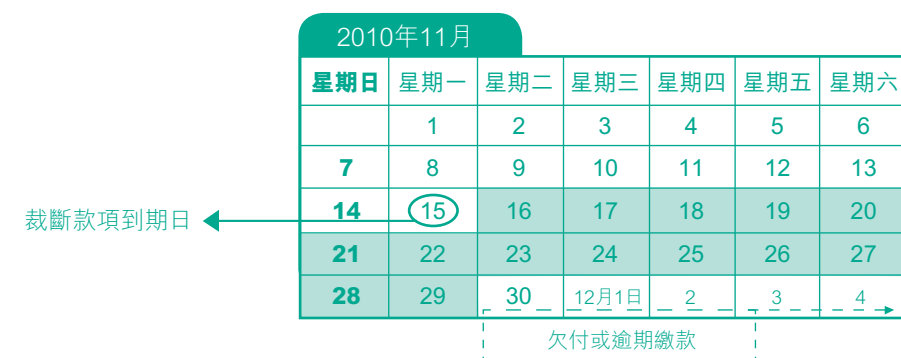 2010年11月
星期日 星期一 星期二 星期三 星期四 星期五 星期六
1 2 3 4 5 6
7 8 9 10 11 12 13
裁斷款項到期日 14 15 16 17 18 19 20
21 22 23 24 25 26 27
28 29 30 12月1日 2 3 4
欠付或逾期繳款